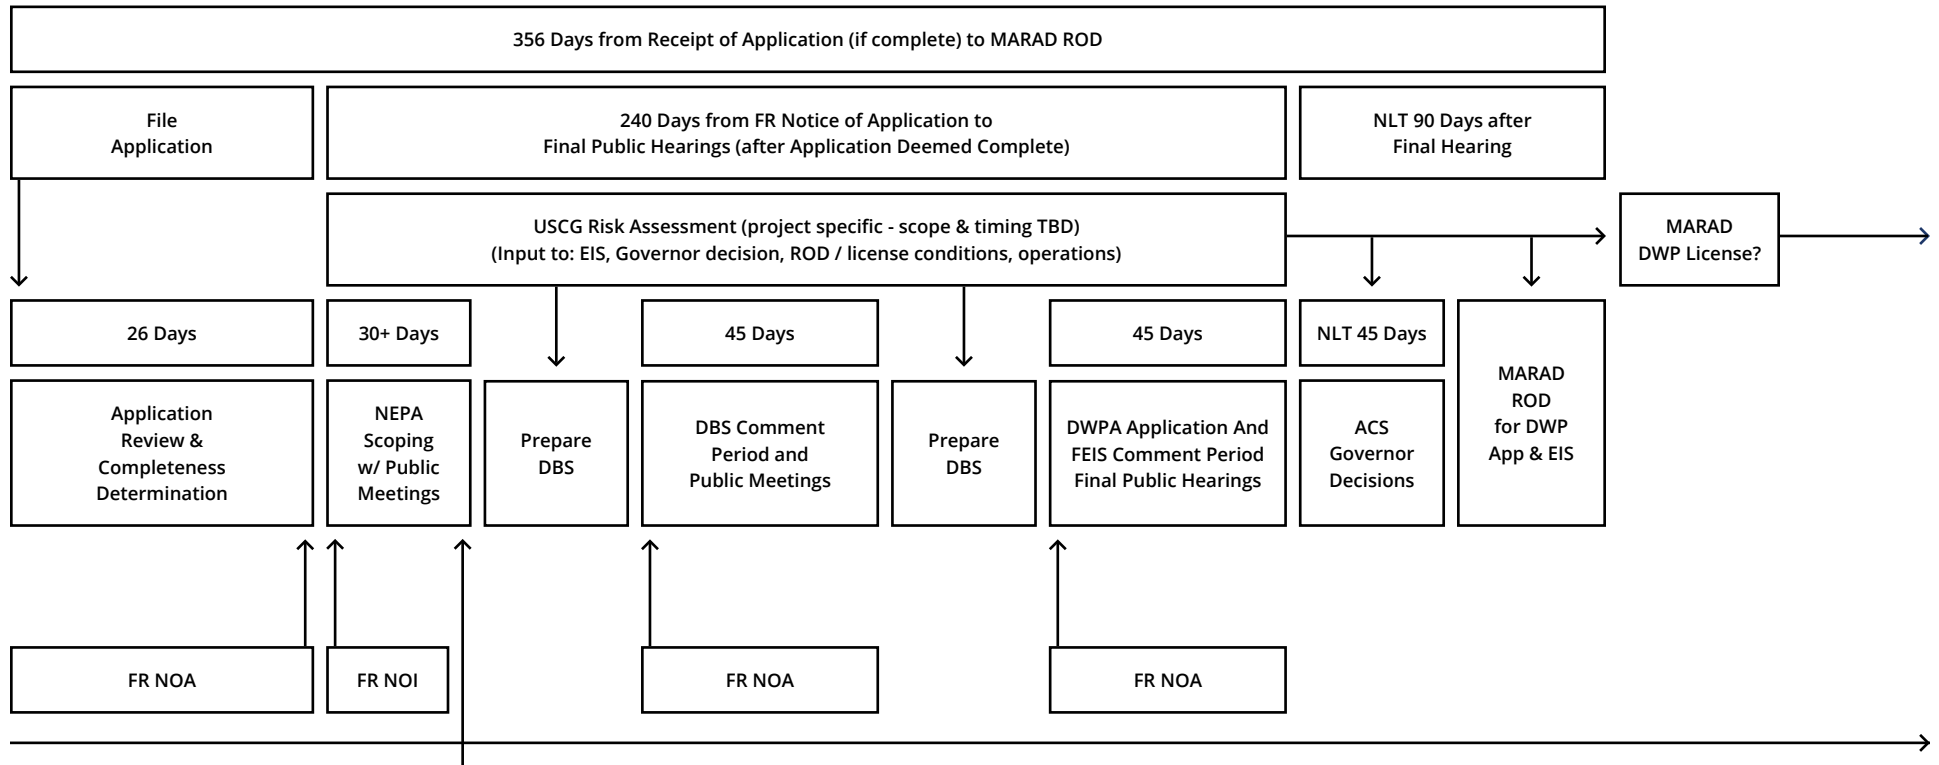 356 Days from Receipt of Application (if complete) to MARAD ROD
File
Application
240 Days from FR Notice of Application to
Final Public Hearings (after Application Deemed Complete)
NLT 90 Days after
Final Hearing
USCG Risk Assessment (project specific - scope & timing TBD)
(Input to: EIS, Governor decision, ROD / license conditions, operations)
MARAD
DWP License?
26 Days
30+ Days
45 Days
45 Days
NLT 45 Days
Application
Review &
Completeness
Determination
NEPA
Scoping
w/ Public
Meetings
Prepare
DBS
DBS Comment
Period and
Public Meetings
Prepare
DBS
DWPA Application And
FEIS Comment Period
Final Public Hearings
ACS
Governor
Decisions
MARAD
ROD
for DWP
App & EIS
FR NOA
FR NOI
FR NOA
FR NOA